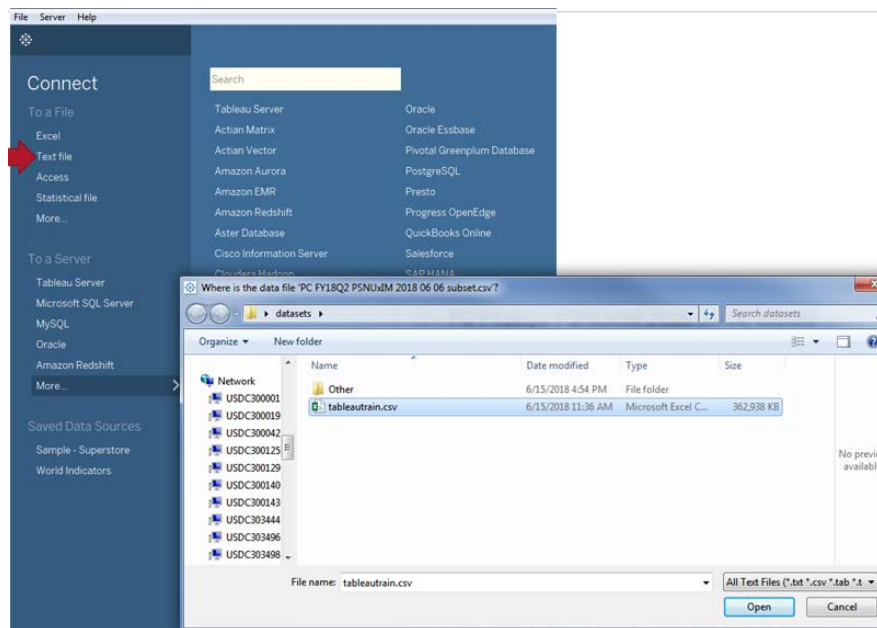 File Server Help
Connect
To a File
Excel
Text file
Access
Statistical file
More...
To a Server
Tableau Server
Microsoft SQL Server
MySQL
Oracle
Amazon Redshift
More...
Saved Data Sources
Sample - Superstore
World Indicators
Search
Tableau Server
Actian Matrix
Actian Vector
Amazon Aurora
Amazon EMR
Amazon Redshift
Aster Database
Cisco Information Server
Cloudera Hadoop
Oracle
Oracle Essbase
Pivotal Greenplum Database
PostgreSQL
Presto
Progress OpenEdge
QuickBooks Online
Salesforce
SAP HANA
Where is the data file 'PC FY18Q2 PSNUxIM 2018 06 06 subset.csv'?
datasets
Search datasets
Organize New folder
Network
USDC300001
USDC300019
USDC300042
USDC300125
USDC300129
USDC300140
USDC300143
USDC303444
USDC303496
USDC303498
Name Date modified Type Size
Other 6/15/2018 4:54 PM File folder
tableautrain.csv 6/15/2018 11:36 AM Microsoft Excel C... 362,938 KB
No previ
availabl
File name: tableautrain.csv
All Text Files (*.txt *.csv *.tab *.t
Open Cancel